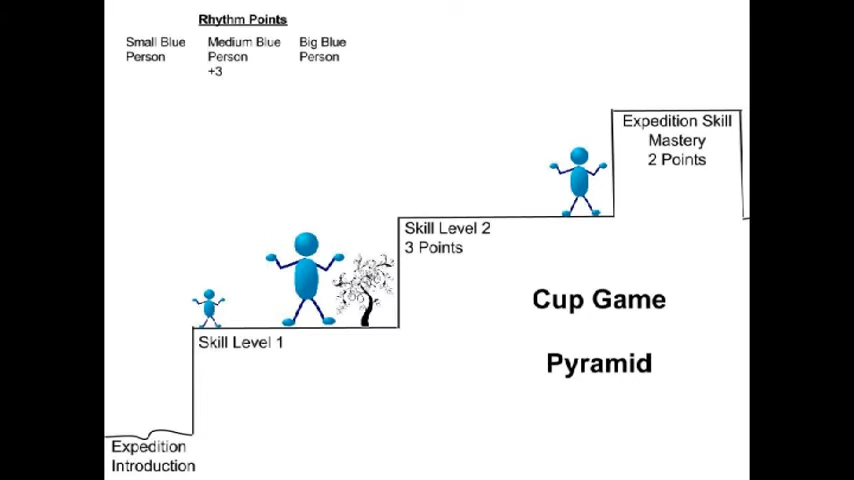 Rhythm Points
Small Blue Person
Medium Blue Person
+3
Big Blue Person
Expedition Skill
Mastery
2 Points
Skill Level 2
3 Points
Cup Game
Pyramid
Skill Level 1
Expedition
Introduction